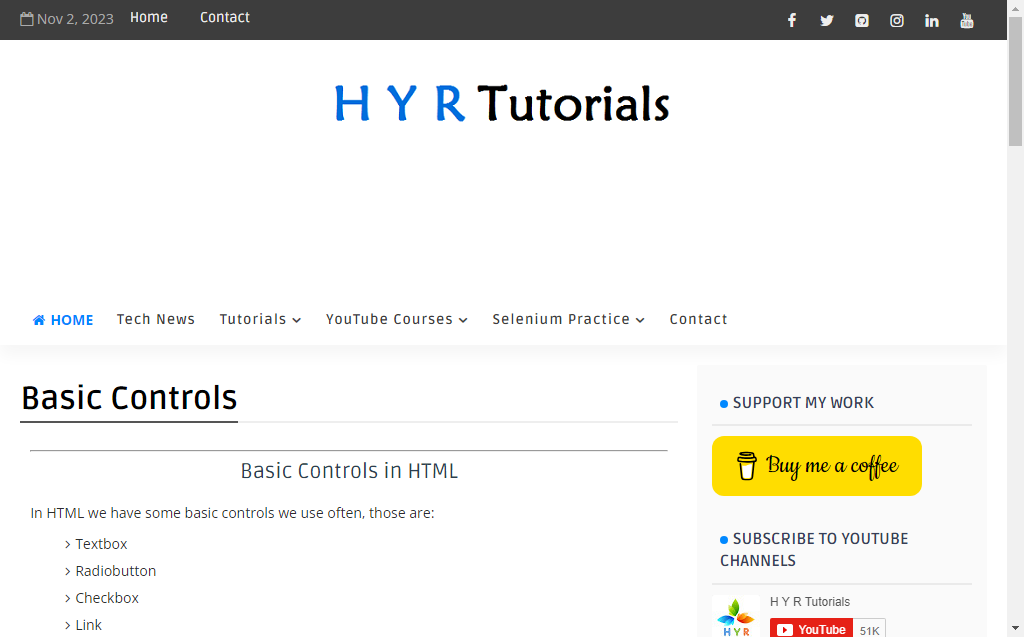 Nov 2, 2023 Home Contact
H Y R Tutorials
HOME Tech News Tutorials YouTube Courses Selenium Practice Contact
Basic Controls
Basic Controls in HTML
In HTML we have some basic controls we use often, those are:
Textbox
Radiobutton
Checkbox
Link
SUPPORT MY WORK
Buy me a coffee
SUBSCRIBE TO YOUTUBE
CHANNELS
H Y R
H Y R Tutorials
YouTube 51K